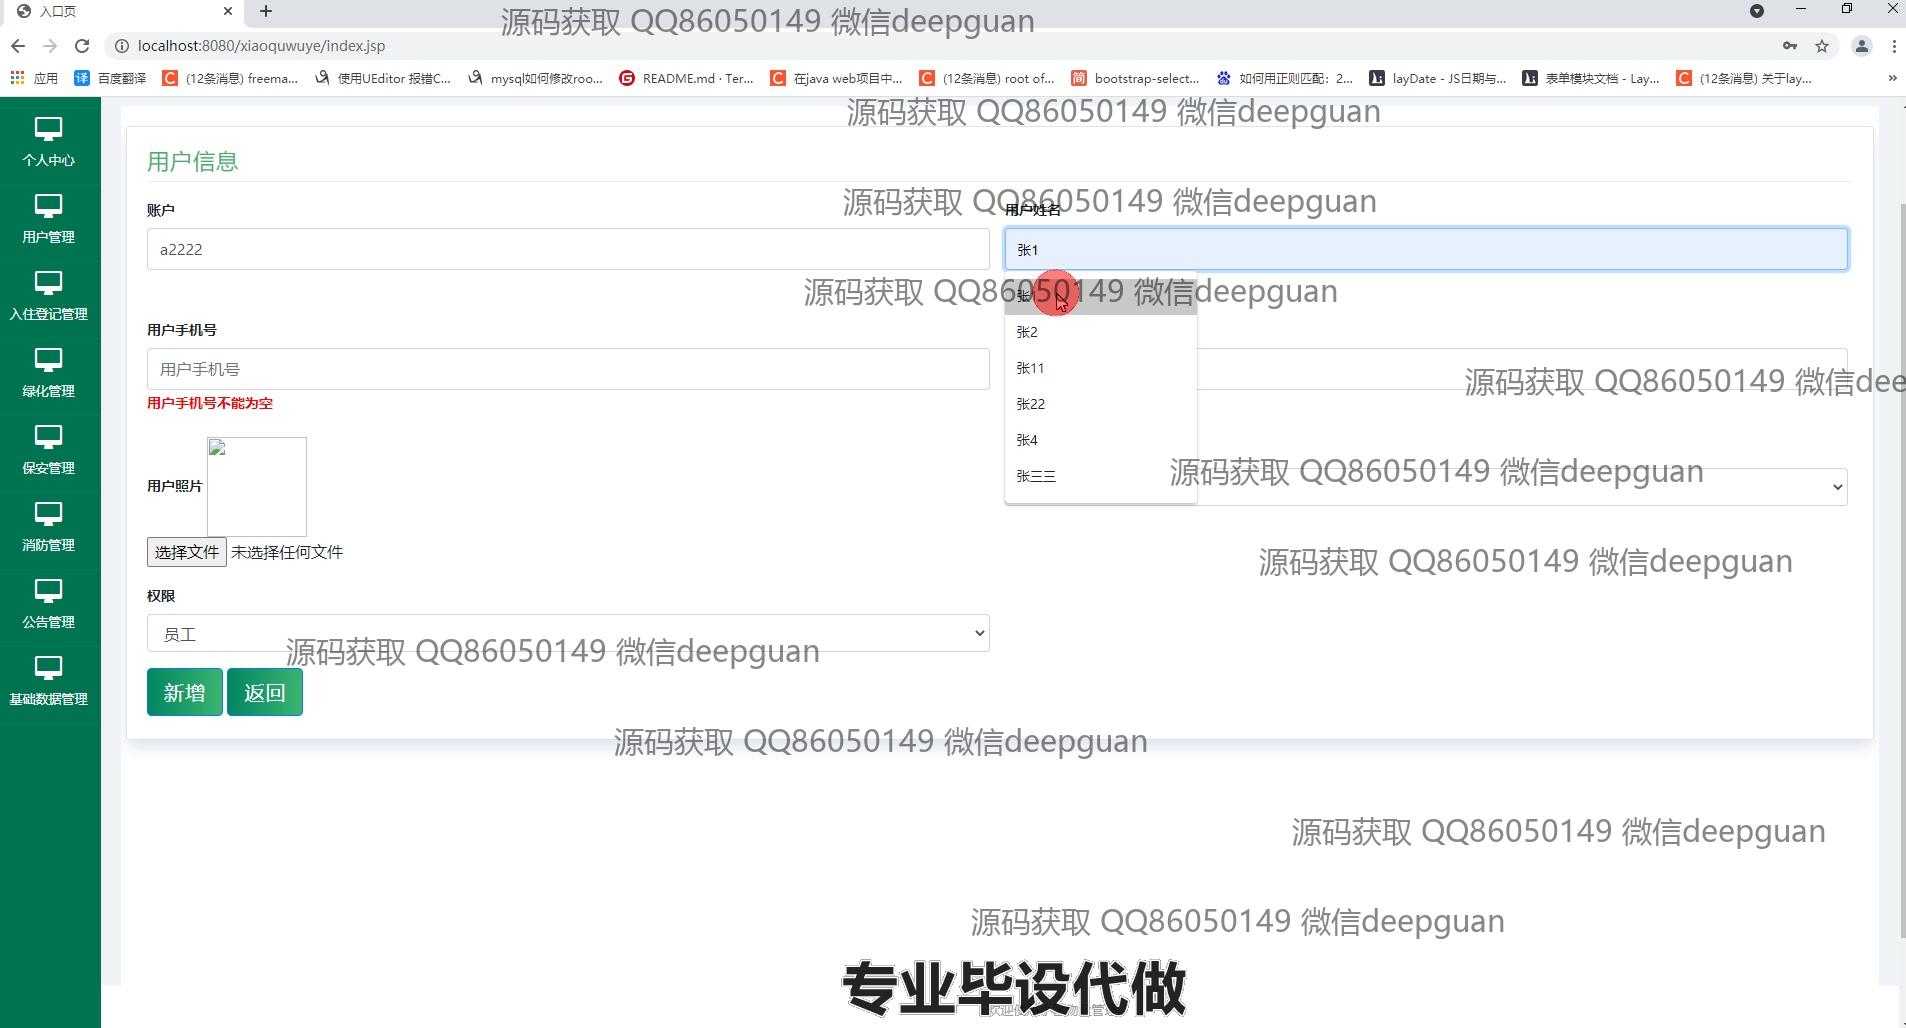 入口页
源码获取 QQ86050149 微信deepguan
localhost:8080/xiaoquwuye/index.jsp
应用
百度翻译
(12条消息) freema...
使用UEditor 报错C...
mysql如何修改roo...
README.md · Ter...
在java web项目中...
(12条消息) root of...
bootstrap-select...
如何用正则匹配：2...
layDate - JS日期与...
表单模块文档 - Lay...
(12条消息) 关于lay...
源码获取 QQ86050149 微信deepguan
个人中心
用户管理
入住登记管理
绿化管理
保安管理
消防管理
公告管理
基础数据管理
用户信息
源码获取 QQ86050149 微信deepguan
账户
用户姓名
a2222
张1
源码获取 QQ86050149 微信deepguan
张2
张11
张22
张4
张三三
用户手机号
用户手机号
用户手机号不能为空
源码获取 QQ86050149 微信dee
源码获取 QQ86050149 微信deepguan
用户照片
选择文件 未选择任何文件
源码获取 QQ86050149 微信deepguan
权限
员工
源码获取 QQ86050149 微信deepguan
新增
返回
源码获取 QQ86050149 微信deepguan
源码获取 QQ86050149 微信deepguan
源码获取 QQ86050149 微信deepguan
专业毕设代做